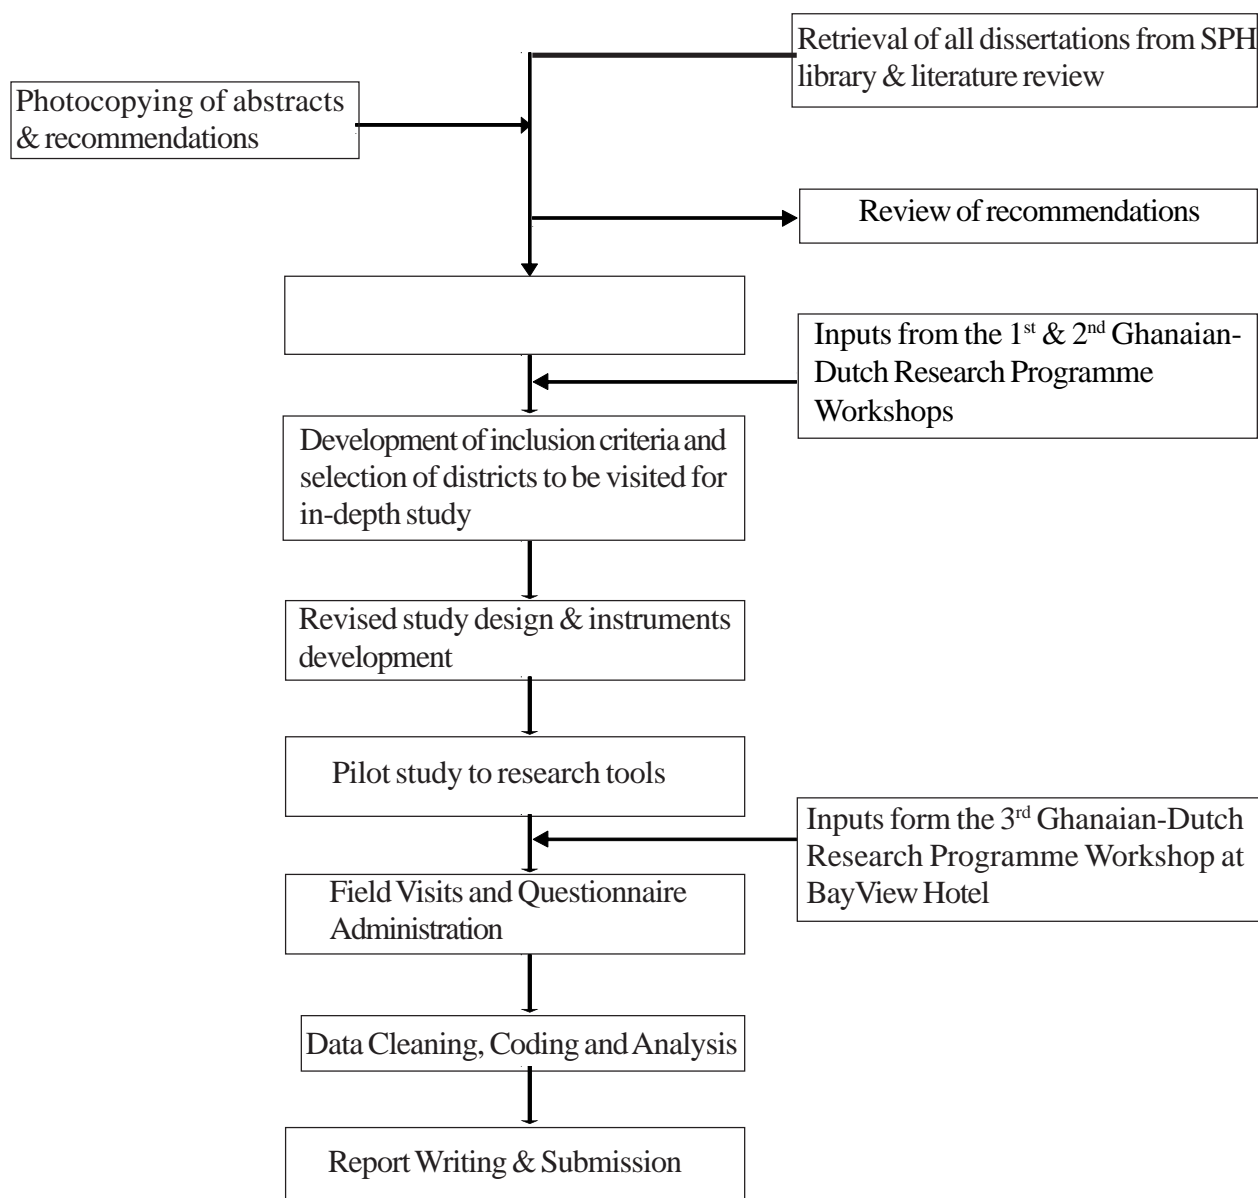 Retrieval of all dissertations from SPH
library & literature review
Photocopying of abstracts
& recommendations
Review of recommendations
Inputs from the 1st & 2nd Ghanaian-
Dutch Research Programme
Workshops
Development of inclusion criteria and
selection of districts to be visited for
in-depth study
Revised study design & instruments
development
Pilot study to research tools
Inputs form the 3rd Ghanaian-Dutch
Research Programme Workshop at
BayView Hotel
Field Visits and Questionnaire
Administration
Data Cleaning, Coding and Analysis
Report Writing & Submission